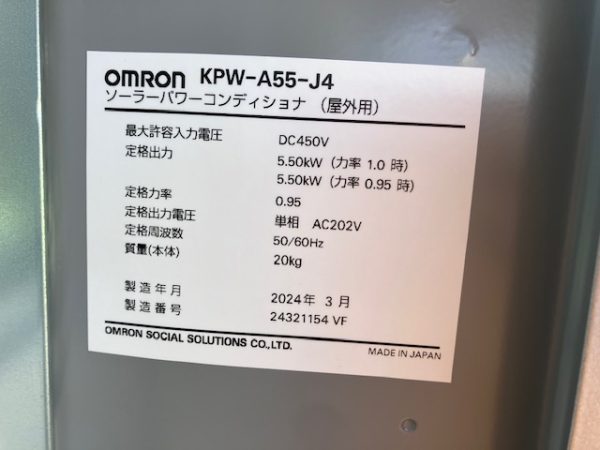 OMRON KPW-A55-J4
ソーラーパワーコンディショナ （屋外用）
最大許容入力電圧 DC450V
定格出力 5.50kW（力率 1.0 時）
5.50kW（力率 0.95 時）
定格力率 0.95
定格出力電圧 単相 AC202V
定格周波数 50/60Hz
質量(本体) 20kg
製造年月 2024年 3 月
製造番号 24321154 VF
OMRON SOCIAL SOLUTIONS CO.,LTD.
MADE IN JAPAN